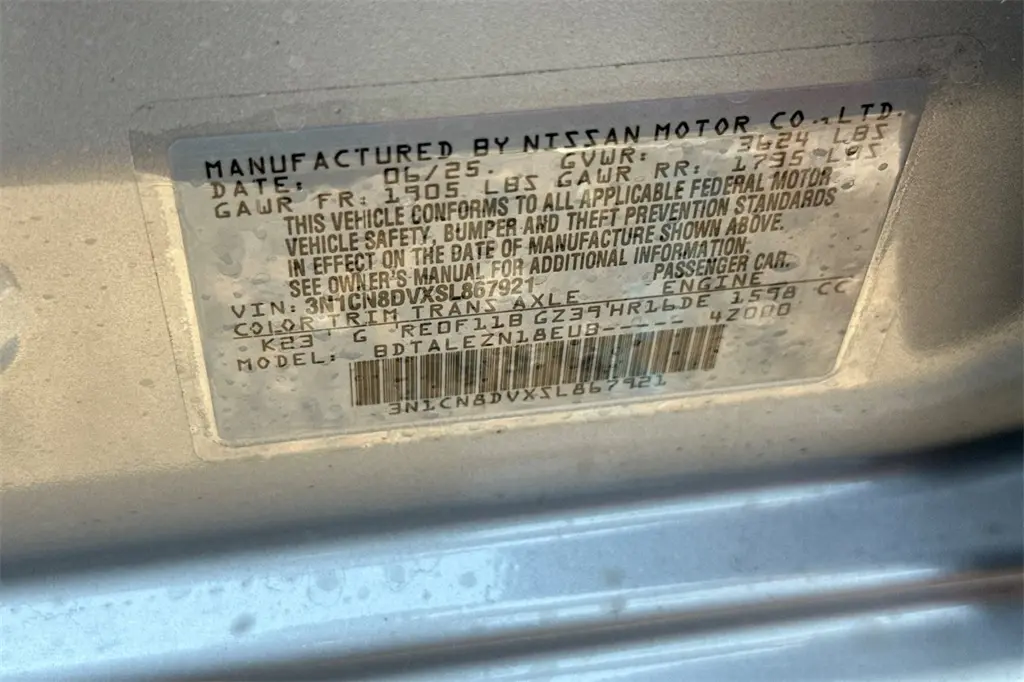 MANUFACTURED BY NISSAN MOTOR CO., LTD.
DATE: 06/25. GVWR: 3624 LBS
GAWR FR: 1905 LBS GAWR RR: 1795 LBS
THIS VEHICLE CONFORMS TO ALL APPLICABLE FEDERAL MOTOR
VEHICLE SAFETY, BUMPER AND THEFT PREVENTION STANDARDS
IN EFFECT ON THE DATE OF MANUFACTURE SHOWN ABOVE.
SEE OWNER'S MANUAL FOR ADDITIONAL INFORMATION.
VIN: 3N1CN8DVXSL867921 PASSENGER CAR.
COLOR TRIM TRANS AXLE ENGINE
K23 G RE0F11B GZ39 HR16DE 1598 CC
MODEL: BDTALEZN18EUB----- 4Z000
3N1CN8DVXSL867921